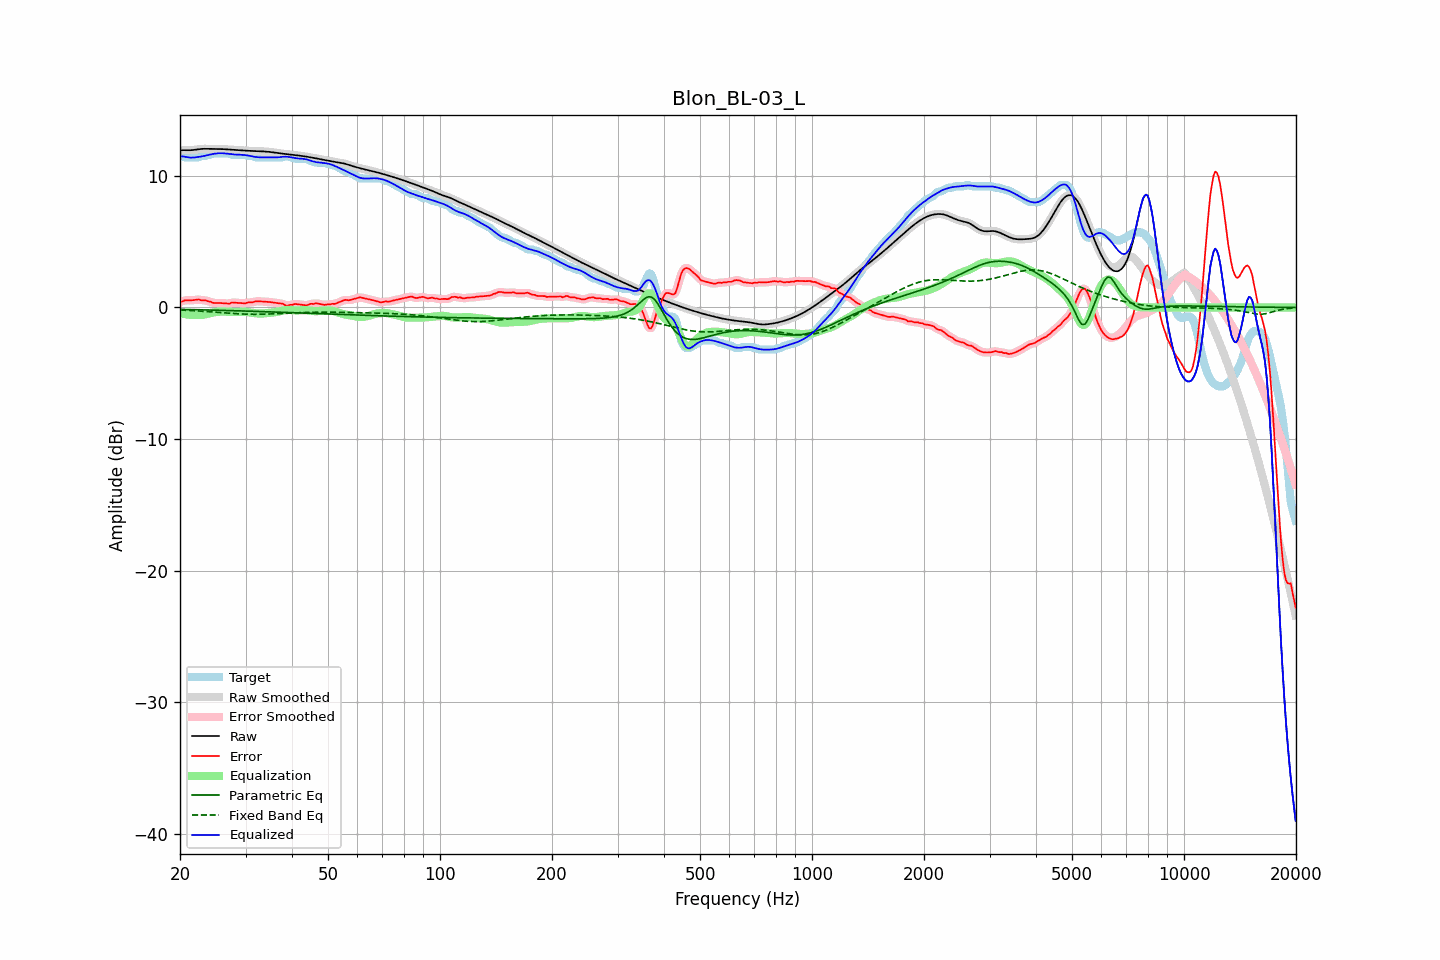 Blon_BL-03_L
Amplitude (dBr)
10
0
−10
−20
−30
−40
Target
Raw Smoothed
Error Smoothed
Raw
Error
Equalization
Parametric Eq
Fixed Band Eq
Equalized
20 50 100 200 500 1000 2000 5000 10000 20000
Frequency (Hz)